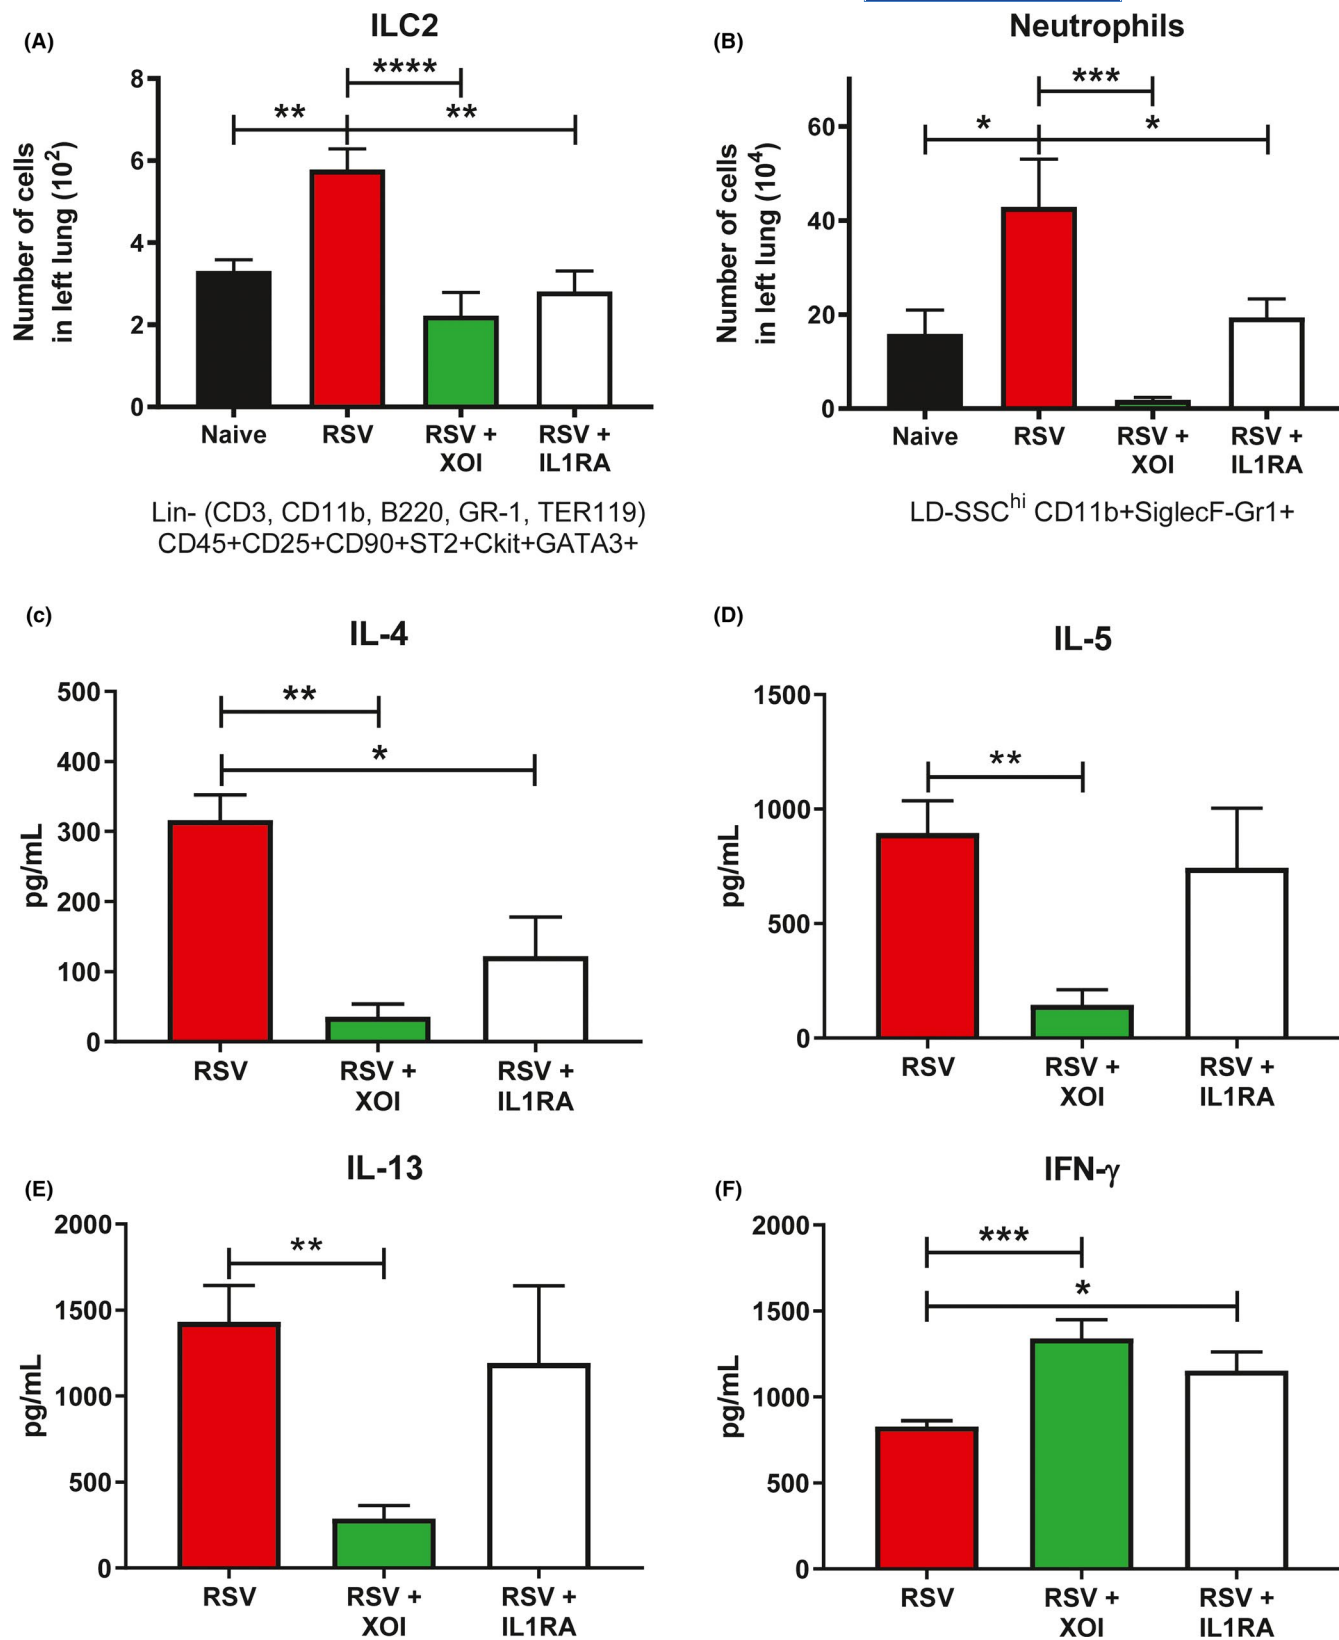 (A)
ILC2
Number of cells
in left lung (10²)
8
6
4
2
0
**
****
**
Naive
RSV
RSV +
XOI
RSV +
IL1RA
Lin- (CD3, CD11b, B220, GR-1, TER119)
CD45+CD25+CD90+ST2+Ckit+GATA3+
(B)
Neutrophils
Number of cells
in left lung (10⁴)
60
40
20
0
*
***
*
Naive
RSV
RSV +
XOI
RSV +
IL1RA
LD-SSCʰⁱ CD11b+SiglecF-Gr1+
(c)
IL-4
pg/mL
500
400
300
200
100
0
**
*
RSV
RSV +
XOI
RSV +
IL1RA
(D)
IL-5
pg/mL
1500
1000
500
0
**
RSV
RSV +
XOI
RSV +
IL1RA
(E)
IL-13
pg/mL
2000
1500
1000
500
0
**
RSV
RSV +
XOI
RSV +
IL1RA
(F)
IFN-γ
pg/mL
2000
1500
1000
500
0
***
*
RSV
RSV +
XOI
RSV +
IL1RA